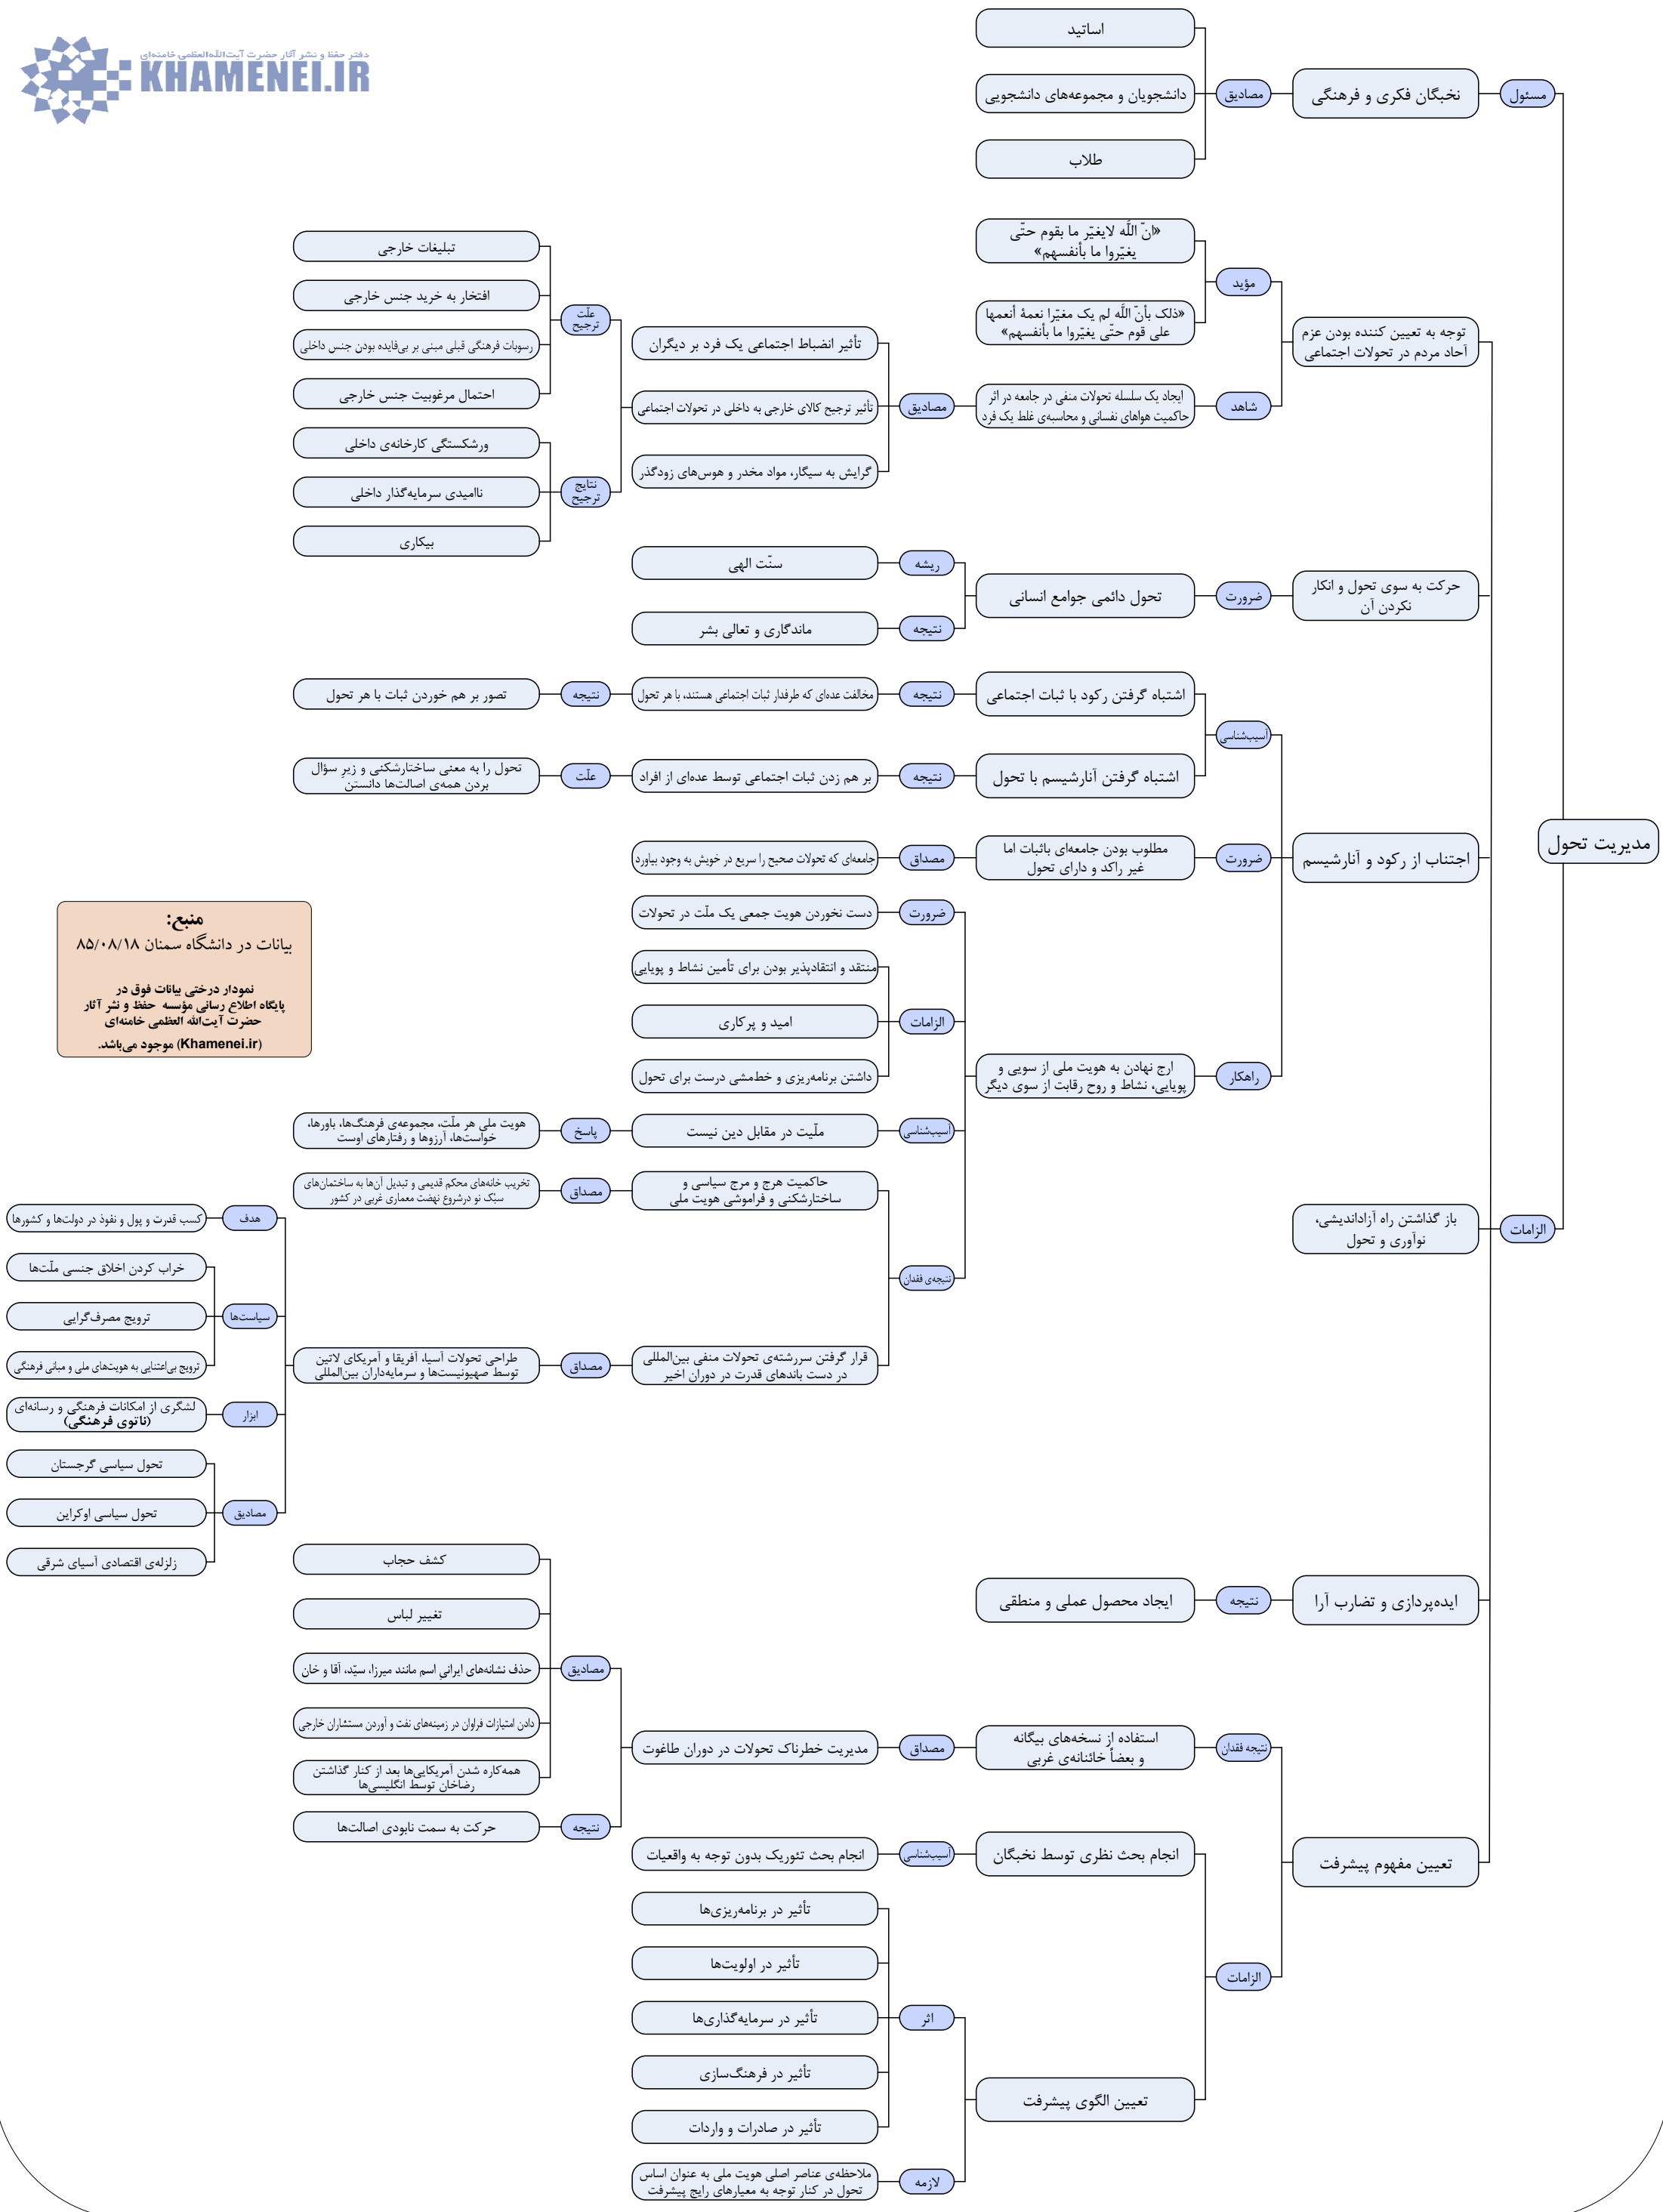 دفتر حفظ و نشر آثار حضرت آیت‌الله‌العظمی خامنه‌ای
KHAMENEI.IR
مدیریت تحول
مسئول
نخبگان فکری و فرهنگی
مصادیق
اساتید
دانشجویان و مجموعه‌های دانشجویی
طلاب
الزامات
توجه به تعیین کننده بودن عزم
آحاد مردم در تحولات اجتماعی
مؤید
«انّ اللَّه لایغیّر ما بقوم حتّی
یغیّروا ما بأنفسهم»
«ذلک بأنّ اللَّه لم یک مغیّرا نعمة أنعمها
علی قوم حتّی یغیّروا ما بأنفسهم»
شاهد
ایجاد یک سلسله تحولات منفی در جامعه در اثر
حاکمیت هواهای نفسانی و محاسبه‌ی غلط یک فرد
مصادیق
تأثیر انضباط اجتماعی یک فرد بر دیگران
تأثیر ترجیح کالای خارجی به داخلی در تحولات اجتماعی
علّت
ترجیح
تبلیغات خارجی
افتخار به خرید جنس خارجی
رسوبات فرهنگی قبلی مبنی بر بی‌فایده بودن جنس داخلی
احتمال مرغوبیت جنس خارجی
نتایج
ترجیح
ورشکستگی کارخانه‌ی داخلی
ناامیدی سرمایه‌گذار داخلی
بیکاری
گرایش به سیگار، مواد مخدر و هوس‌های زودگذر
حرکت به سوی تحول و انکار
نکردن آن
ضرورت
تحول دائمی جوامع انسانی
ریشه
سنّت الهی
نتیجه
ماندگاری و تعالی بشر
اجتناب از رکود و آنارشیسم
آسیب‌شناسی
اشتباه گرفتن رکود با ثبات اجتماعی
نتیجه
مخالفت عده‌ای که طرفدار ثبات اجتماعی هستند، با هر تحول
نتیجه
تصور بر هم خوردن ثبات با هر تحول
اشتباه گرفتن آنارشیسم با تحول
نتیجه
بر هم زدن ثبات اجتماعی توسط عده‌ای از افراد
علّت
تحول را به معنی ساختارشکنی و زیرِ سؤال
بردن همه‌ی اصالت‌ها دانستن
ضرورت
مطلوب بودن جامعه‌ای باثبات اما
غیر راکد و دارای تحول
مصداق
جامعه‌ای که تحولات صحیح را سریع در خویش به وجود بیاورد
راهکار
ارج نهادن به هویت ملی از سویی و
پویایی، نشاط و روح رقابت از سوی دیگر
ضرورت
دست نخوردن هویت جمعی یک ملّت در تحولات
الزامات
منتقد و انتقادپذیر بودن برای تأمین نشاط و پویایی
امید و پرکاری
داشتن برنامه‌ریزی و خط‌مشی درست برای تحول
آسیب‌شناسی
ملّیت در مقابل دین نیست
پاسخ
هویت ملی هر ملّت، مجموعه‌ی فرهنگ‌ها، باورها،
خواست‌ها، آرزوها و رفتارهای اوست
نتیجه‌ی فقدان
حاکمیت هرج و مرج سیاسی و
ساختارشکنی و فراموشی هویت ملی
مصداق
تخریب خانه‌های محکم قدیمی و تبدیل آن‌ها به ساختمان‌های
سبْک نو درشروع نهضت معماری غربی در کشور
قرار گرفتن سررشته‌ی تحولات منفی بین‌المللی
در دست باندهای قدرت در دوران اخیر
مصداق
طراحی تحولات آسیا، آفریقا و آمریکای لاتین
توسط صهیونیست‌ها و سرمایه‌داران بین‌المللی
هدف
کسب قدرت و پول و نفوذ در دولت‌ها و کشورها
سیاست‌ها
خراب کردن اخلاق جنسی ملّت‌ها
ترویج مصرف‌گرایی
ترویج بی‌اعتنایی به هویت‌های ملی و مبانی فرهنگی
ابزار
لشگری از امکانات فرهنگی و رسانه‌ای
(ناتوی فرهنگی)
مصادیق
تحول سیاسی گرجستان
تحول سیاسی اوکراین
زلزله‌ی اقتصادی آسیای شرقی
باز گذاشتن راه آزاداندیشی،
نوآوری و تحول
ایده‌پردازی و تضارب آرا
نتیجه
ایجاد محصول عملی و منطقی
تعیین مفهوم پیشرفت
نتیجه فقدان
استفاده از نسخه‌های بیگانه
و بعضاً خائنانه‌ی غربی
مصداق
مدیریت خطرناک تحولات در دوران طاغوت
مصادیق
کشف حجاب
تغییر لباس
حذف نشانه‌های ایرانیِ اسم مانند میرزا، سیّد، آقا و خان
دادن امتیازات فراوان در زمینه‌های نفت و آوردن مستشاران خارجی
همه‌کاره شدن آمریکایی‌ها بعد از کنار گذاشتن
رضاخان توسط انگلیسی‌ها
نتیجه
حرکت به سمت نابودی اصالت‌ها
الزامات
انجام بحث نظری توسط نخبگان
آسیب‌شناسی
انجام بحث تئوریک بدون توجه به واقعیات
تعیین الگوی پیشرفت
اثر
تأثیر در برنامه‌ریزی‌ها
تأثیر در اولویت‌ها
تأثیر در سرمایه‌گذاری‌ها
تأثیر در فرهنگ‌سازی
تأثیر در صادرات و واردات
لازمه
ملاحظه‌ی عناصر اصلی هویت ملی به عنوان اساس
تحول در کنار توجه به معیارهای رایج پیشرفت
منبع:
بیانات در دانشگاه سمنان ۸۵/۰۸/۱۸
نمودار درختی بیانات فوق در
پایگاه اطلاع رسانی مؤسسه حفظ و نشر آثار
حضرت آیت‌الله العظمی خامنه‌ای
(Khamenei.ir) موجود می‌باشد.